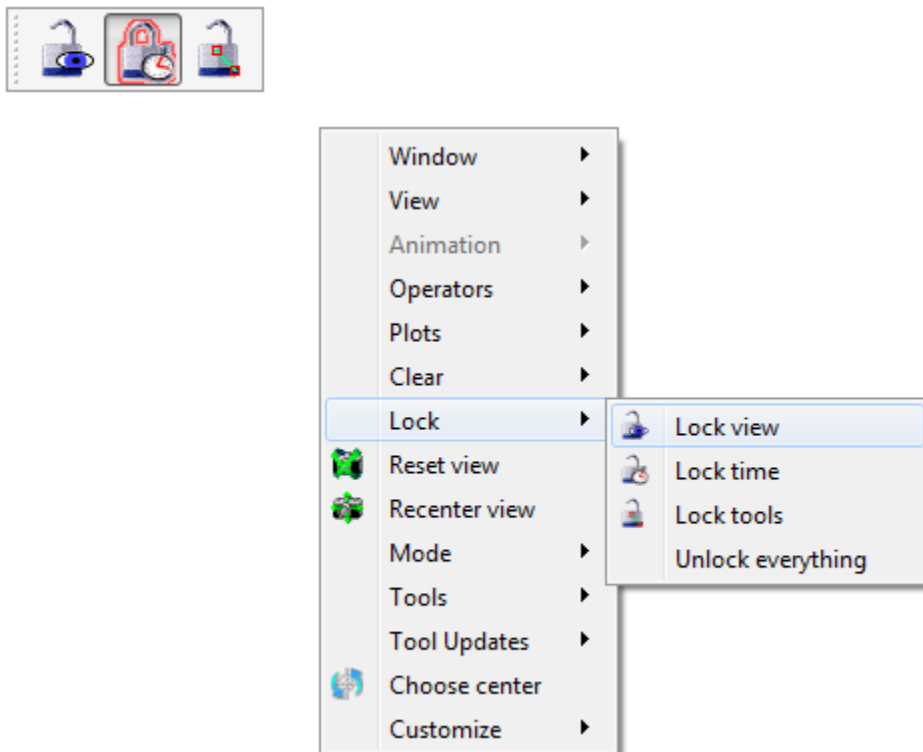 Window
View
Animation
Operators
Plots
Clear
Lock
Reset view
Recenter view
Mode
Tools
Tool Updates
Choose center
Customize
Lock view
Lock time
Lock tools
Unlock everything